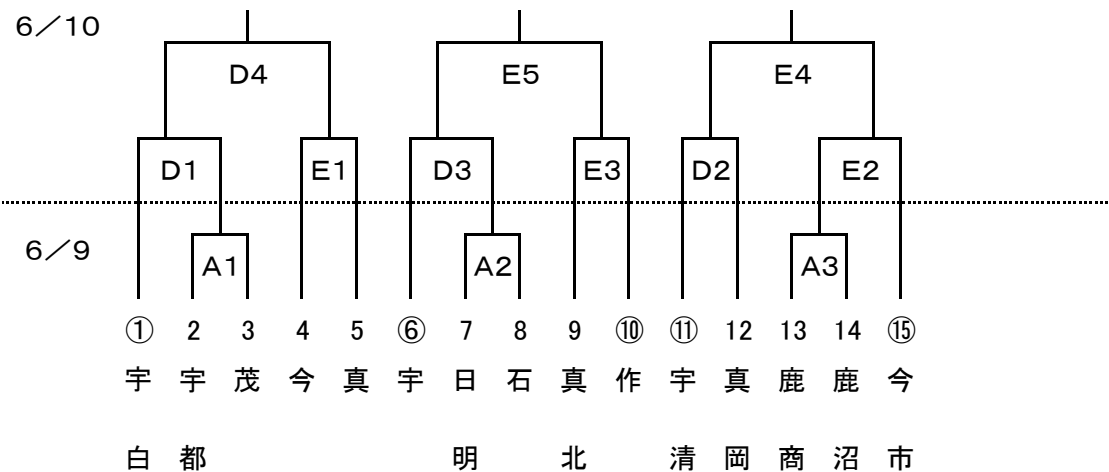 6／10
D4 E5 E4
D1 E1 D3 E3 D2 E2
6／9
A1 A2 A3
① 2 3 4 5 ⑥ 7 8 9 ⑩ ⑪ 12 13 14 ⑮
宇 宇 茂 今 真 宇 日 石 真 作 宇 真 鹿 鹿 今
白 都 明 北 清 岡 商 沼 市